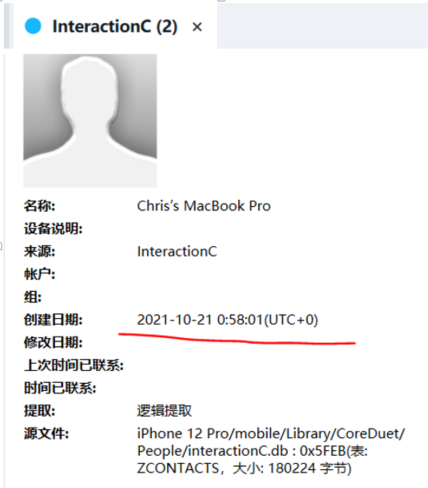 InteractionC (2) ×
名称: Chris's MacBook Pro
设备说明:
来源: InteractionC
帐户:
组:
创建日期: 2021-10-21 0:58:01(UTC+0)
修改日期:
上次时间已联系:
时间已联系:
提取: 逻辑提取
源文件: iPhone 12 Pro/mobile/Library/CoreDuet/
People/interactionC.db : 0x5FEB(表:
ZCONTACTS，大小: 180224 字节)